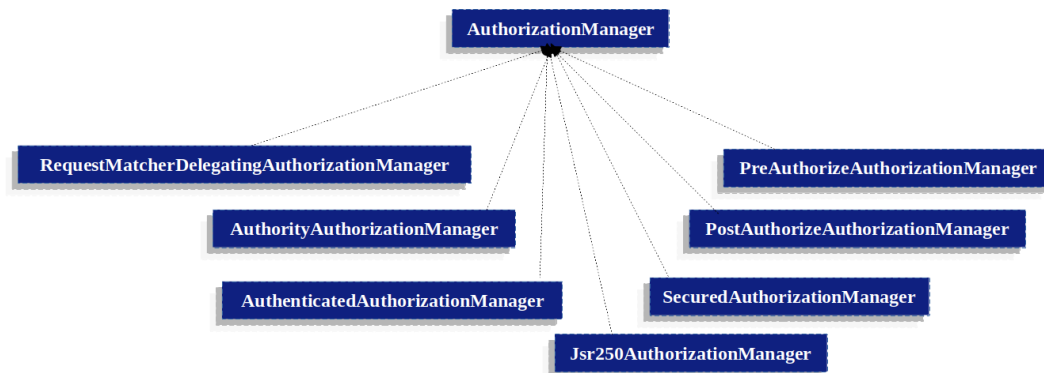 AuthorizationManager
RequestMatcherDelegatingAuthorizationManager
PreAuthorizeAuthorizationManager
AuthorityAuthorizationManager
PostAuthorizeAuthorizationManager
AuthenticatedAuthorizationManager
SecuredAuthorizationManager
Jsr250AuthorizationManager